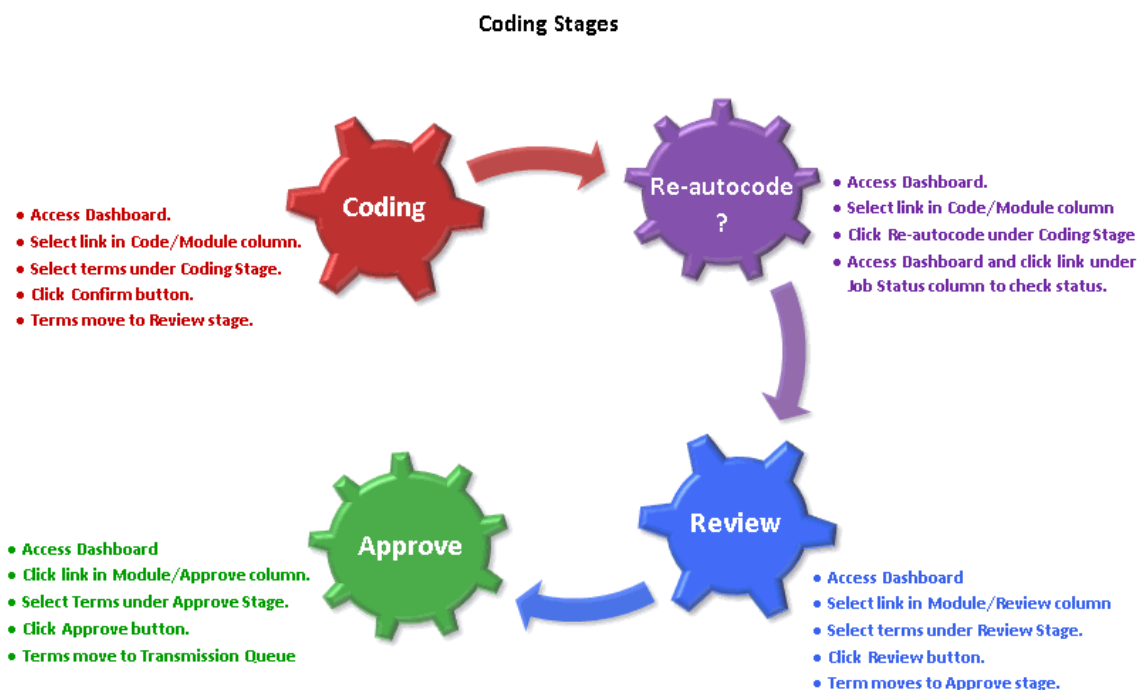 Coding Stages
Coding
• Access Dashboard.
• Select link in Code/Module column.
• Select terms under Coding Stage.
• Click Confirm button.
• Terms move to Review stage.
Re-autocode
?
• Access Dashboard.
• Select link in Code/Module column
• Click Re-autocode under Coding Stage
• Access Dashboard and click link under
Job Status column to check status.
Review
• Access Dashboard
• Select link in Module/Review column
• Select terms under Review Stage.
• Click Review button.
• Term moves to Approve stage.
Approve
• Access Dashboard
• Click link in Module/Approve column.
• Select Terms under Approve Stage.
• Click Approve button.
• Terms move to Transmission Queue